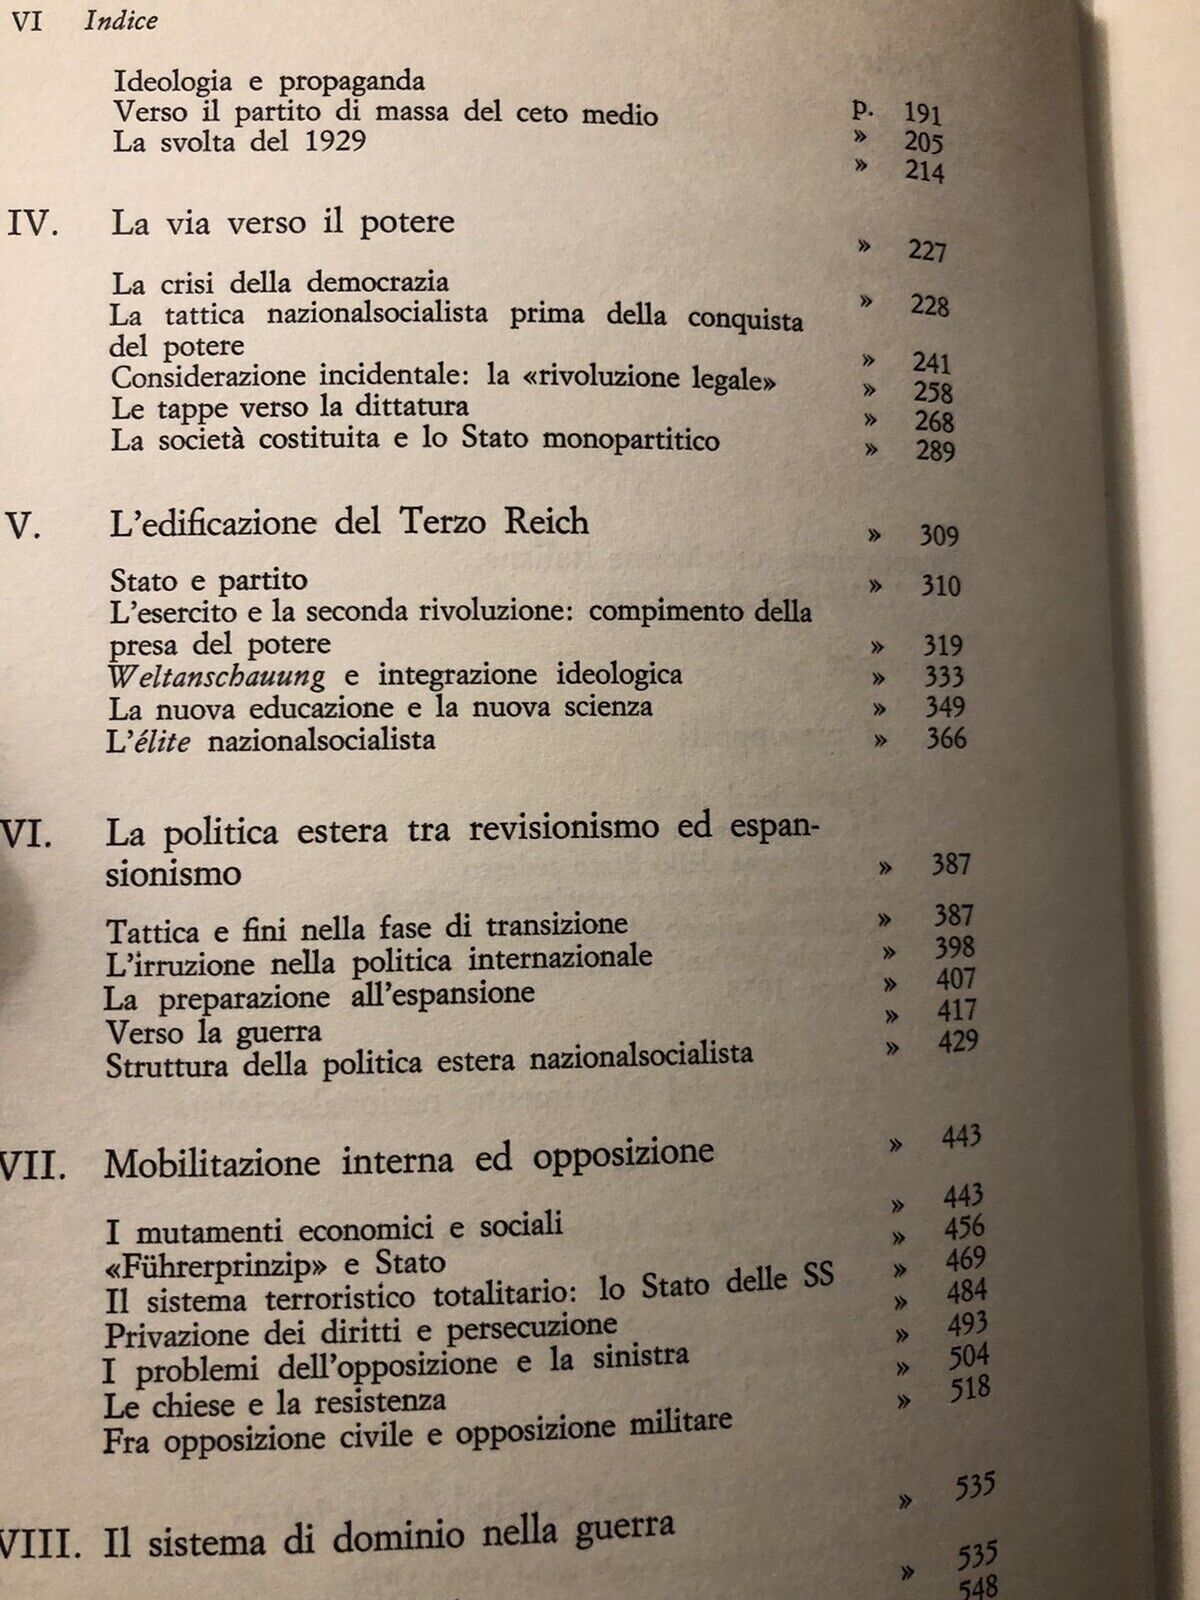 VI Indice
Ideologia e propaganda p. 191
Verso il partito di massa del ceto medio » 205
La svolta del 1929 » 214
IV. La via verso il potere » 227
La crisi della democrazia » 228
La tattica nazionalsocialista prima della conquista
del potere » 241
Considerazione incidentale: la «rivoluzione legale» » 258
Le tappe verso la dittatura » 268
La società costituita e lo Stato monopartitico » 289
V. L'edificazione del Terzo Reich » 309
Stato e partito » 310
L'esercito e la seconda rivoluzione: compimento della
presa del potere » 319
Weltanschauung e integrazione ideologica » 333
La nuova educazione e la nuova scienza » 349
L'élite nazionalsocialista » 366
VI. La politica estera tra revisionismo ed espan-
sionismo » 387
Tattica e fini nella fase di transizione » 387
L'irruzione nella politica internazionale » 398
La preparazione all'espansione » 407
Verso la guerra » 417
Struttura della politica estera nazionalsocialista » 429
VII. Mobilitazione interna ed opposizione » 443
I mutamenti economici e sociali » 443
«Führerprinzip» e Stato » 456
Il sistema terroristico totalitario: lo Stato delle SS » 469
Privazione dei diritti e persecuzione » 484
I problemi dell'opposizione e la sinistra » 493
Le chiese e la resistenza » 504
Fra opposizione civile e opposizione militare » 518
VIII. Il sistema di dominio nella guerra » 535
» 535
548